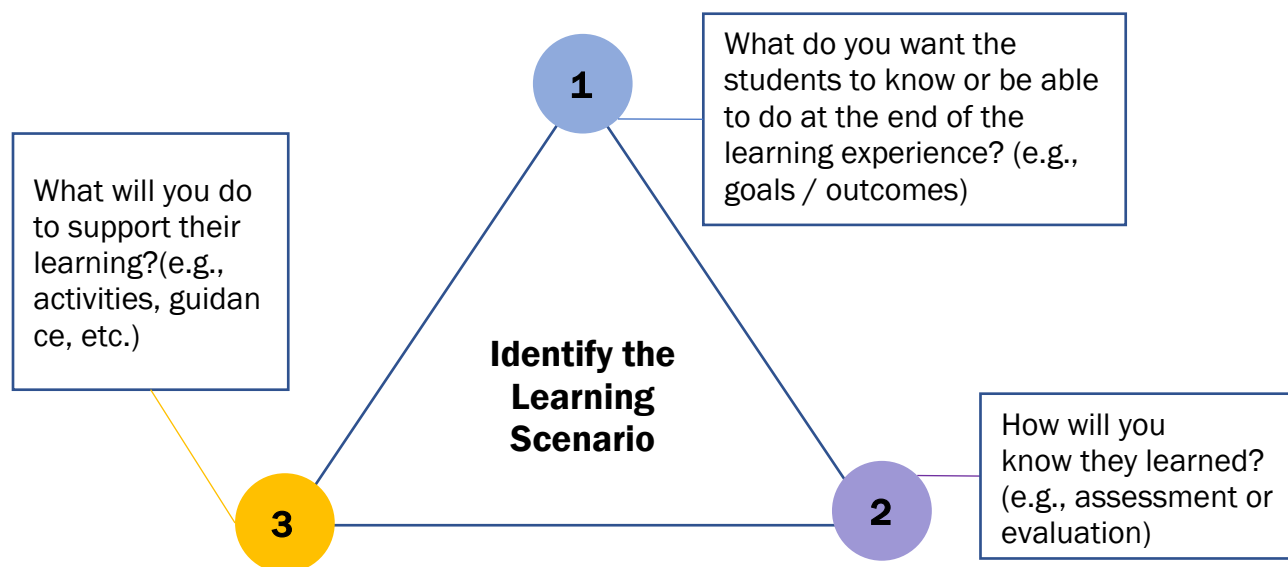 1
What do you want the
students to know or be able
to do at the end of the
learning experience? (e.g.,
goals / outcomes)
What will you do
to support their
learning?(e.g.,
activities, guidan
ce, etc.)
Identify the
Learning
Scenario
How will you
know they learned?
(e.g., assessment or
evaluation)
2
3